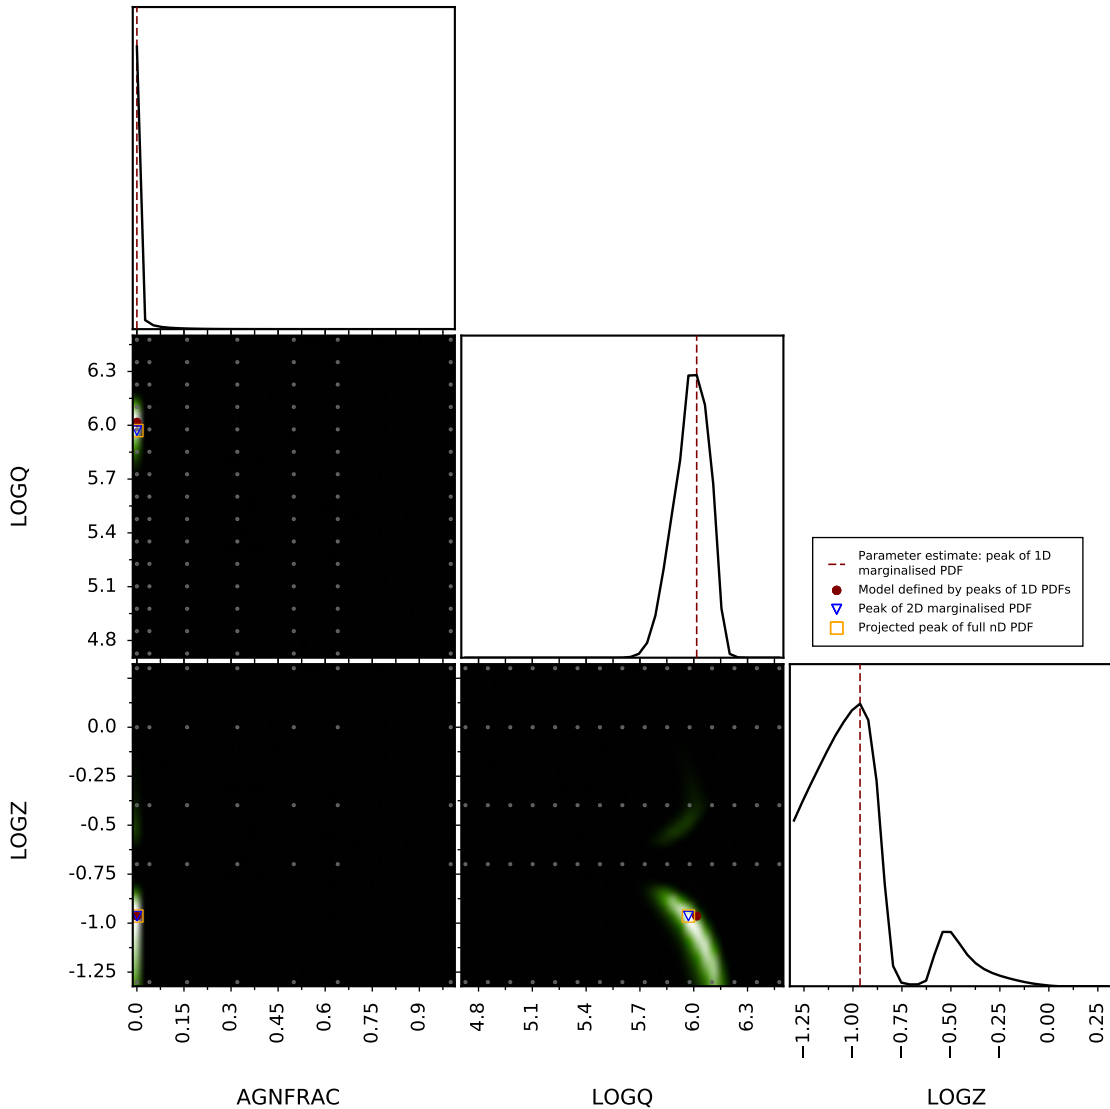 6.3
6.0
5.7
5.4
5.1
4.8
LOGQ
Parameter estimate: peak of 1D
marginalised PDF
Model defined by peaks of 1D PDFs
Peak of 2D marginalised PDF
Projected peak of full nD PDF
0.0
-0.25
-0.5
-0.75
-1.0
-1.25
LOGZ
0.0 0.15 0.3 0.45 0.6 0.75 0.9
4.8 5.1 5.4 5.7 6.0 6.3
−1.25 −1.00 −0.75 −0.50 −0.25 0.00 0.25
AGNFRAC LOGQ LOGZ